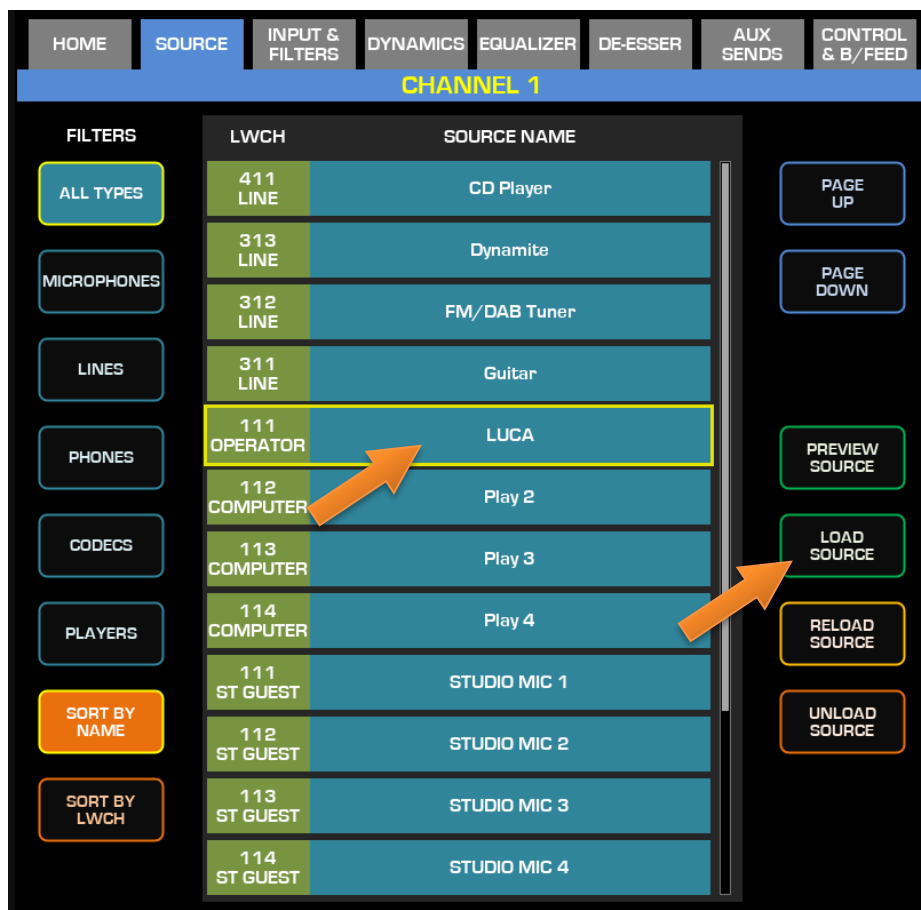 HOME SOURCE INPUT & FILTERS DYNAMICS EQUALIZER DE-ESSER AUX SENDS CONTROL & B/FEED
CHANNEL 1
FILTERS
ALL TYPES
MICROPHONES
LINES
PHONES
CODECS
PLAYERS
SORT BY
NAME
SORT BY
LWCH
LWCH SOURCE NAME
411 LINE CD Player
313 LINE Dynamite
312 LINE FM/DAB Tuner
311 LINE Guitar
111 OPERATOR LUCA
112 COMPUTER Play 2
113 COMPUTER Play 3
114 COMPUTER Play 4
111 ST GUEST STUDIO MIC 1
112 ST GUEST STUDIO MIC 2
113 ST GUEST STUDIO MIC 3
114 ST GUEST STUDIO MIC 4
PAGE
UP
PAGE
DOWN
PREVIEW
SOURCE
LOAD
SOURCE
RELOAD
SOURCE
UNLOAD
SOURCE